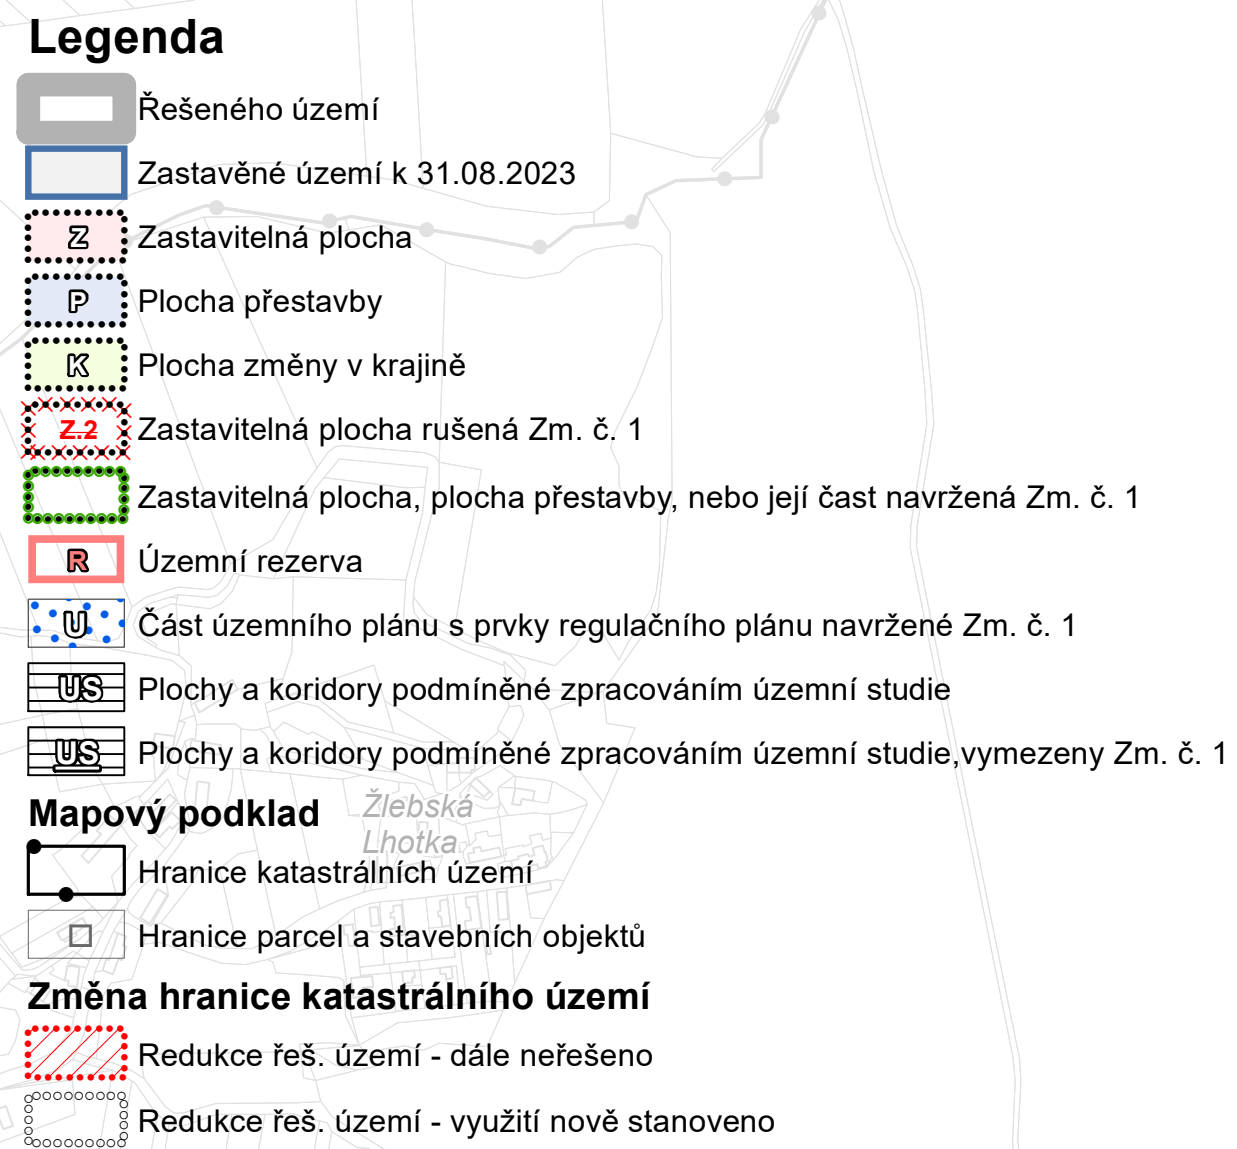 Legenda
Řešeného území
Zastavěné území k 31.08.2023
Z Zastavitelná plocha
P Plocha přestavby
K Plocha změny v krajině
Z.2 Zastavitelná plocha rušená Zm. č. 1
Zastavitelná plocha, plocha přestavby, nebo její čast navržená Zm. č. 1
R Územní rezerva
U Část územního plánu s prvky regulačního plánu navržené Zm. č. 1
US Plochy a koridory podmíněné zpracováním územní studie
US Plochy a koridory podmíněné zpracováním územní studie,vymezeny Zm. č. 1
Mapový podklad
Žlebská
Lhotka
Hranice katastrálních území
Hranice parcel a stavebních objektů
Změna hranice katastrálního území
Redukce řeš. území - dále neřešeno
Redukce řeš. území - využití nově stanoveno